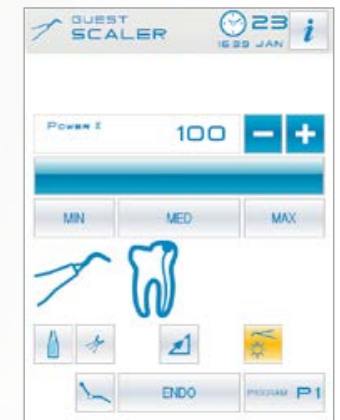 GUEST
SCALER
23
16:39 JAN
i
POWER %
100
- +
MIN
MED
MAX
ENDO
PROGRAM P1